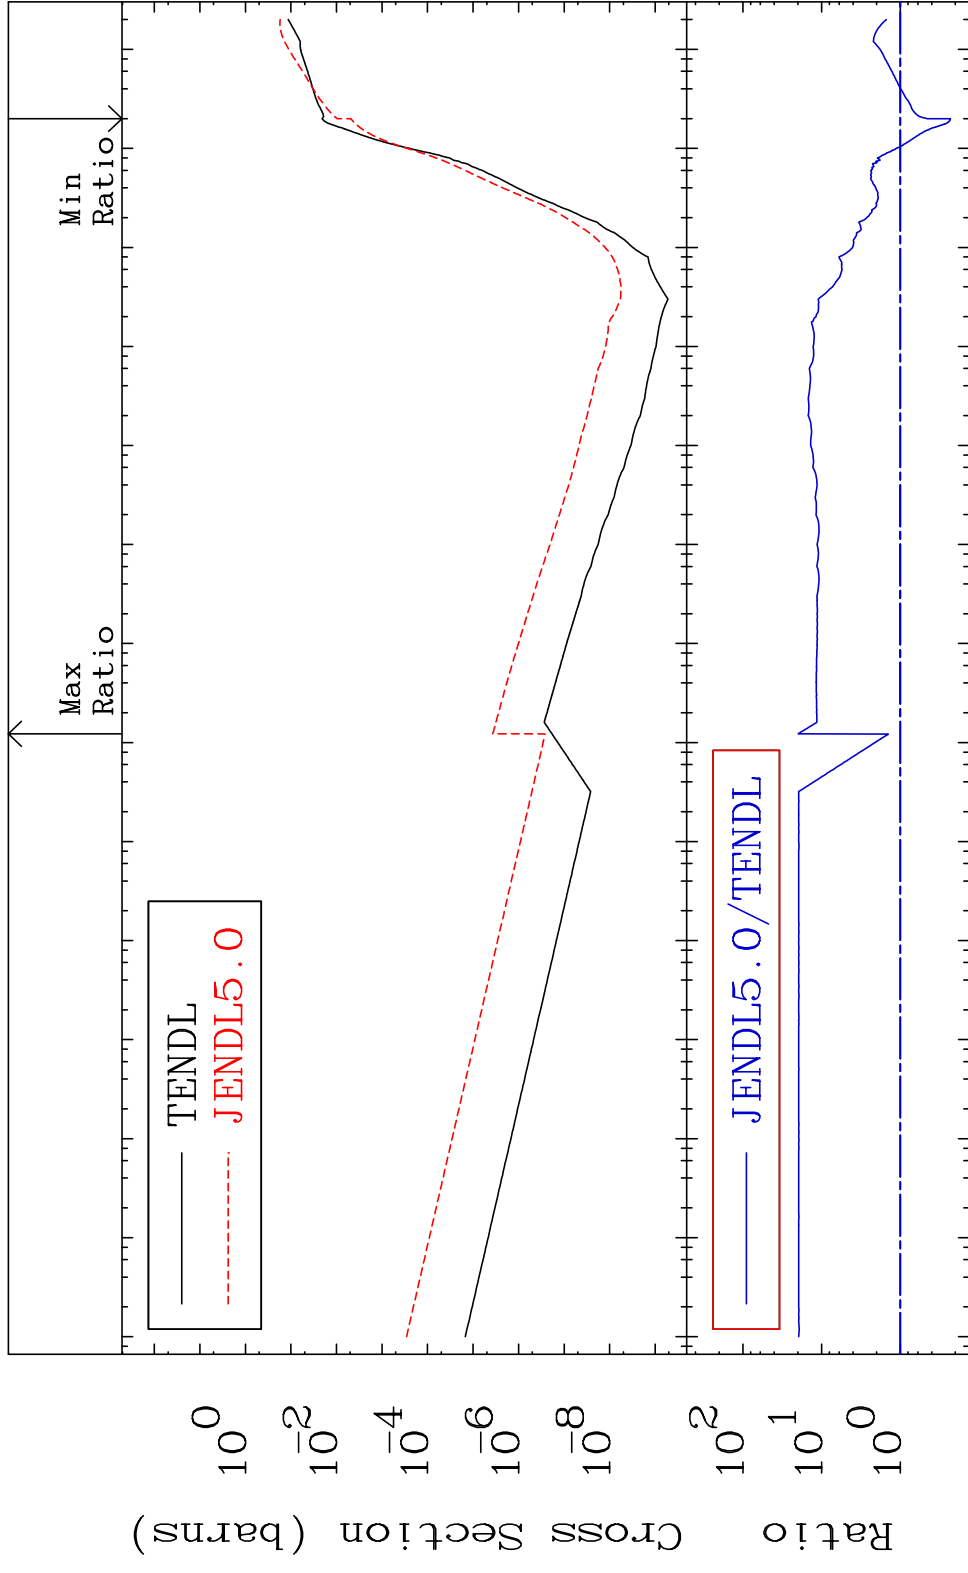 Max
Ratio
Min
Ratio
TENDL
JENDL5.0
JENDL5.0/TENDL
Cross Section (barns)
10^0
10^-2
10^-4
10^-6
10^-8
Ratio
10^2
10^1
10^0